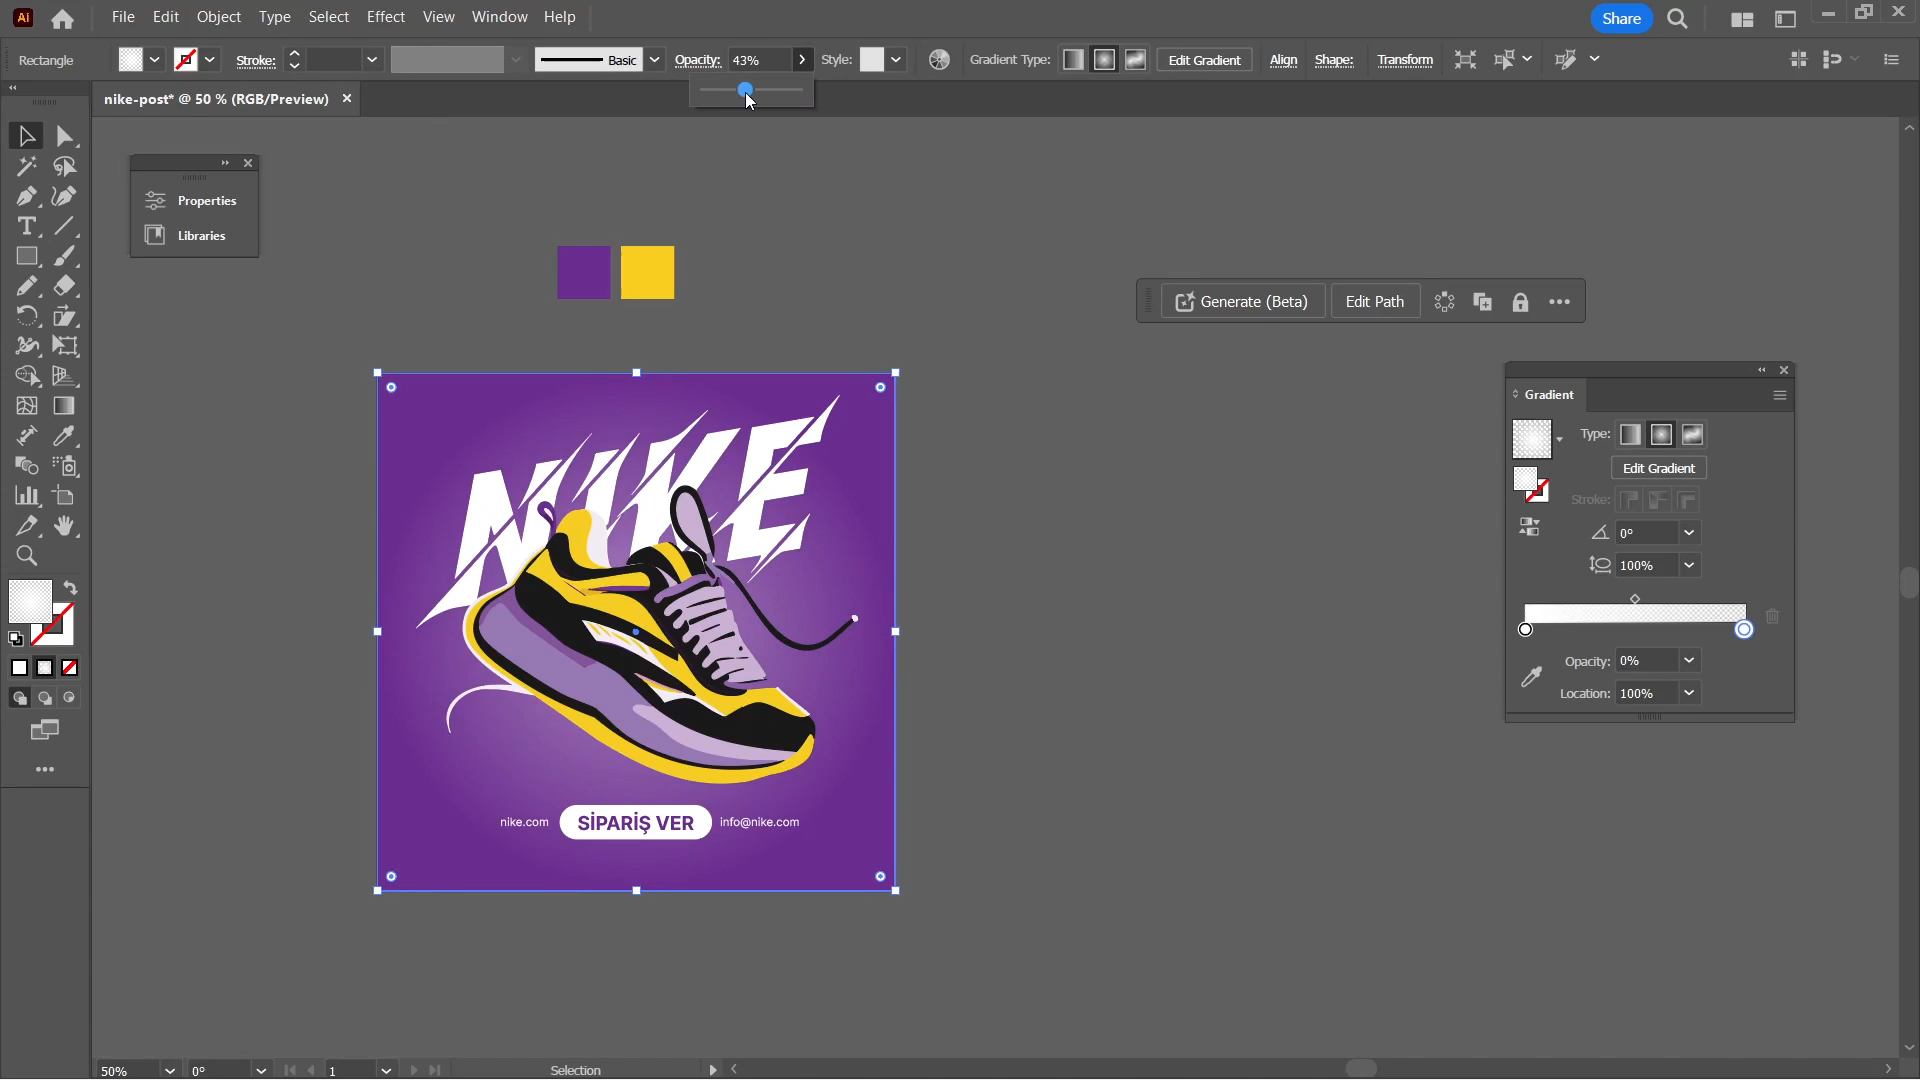 Ai File Edit Object Type Select Effect View Window Help Share
Rectangle Stroke: Basic Opacity: 43% Style: Gradient Type: Edit Gradient Align Shape: Transform
nike-post* @ 50 % (RGB/Preview)
Properties
Libraries
Generate (Beta) Edit Path
Gradient
Type:
Edit Gradient
Stroke:
0°
100%
Opacity: 0%
Location: 100%
NIKE
nike.com SİPARİŞ VER info@nike.com
50% 0° 1 Selection